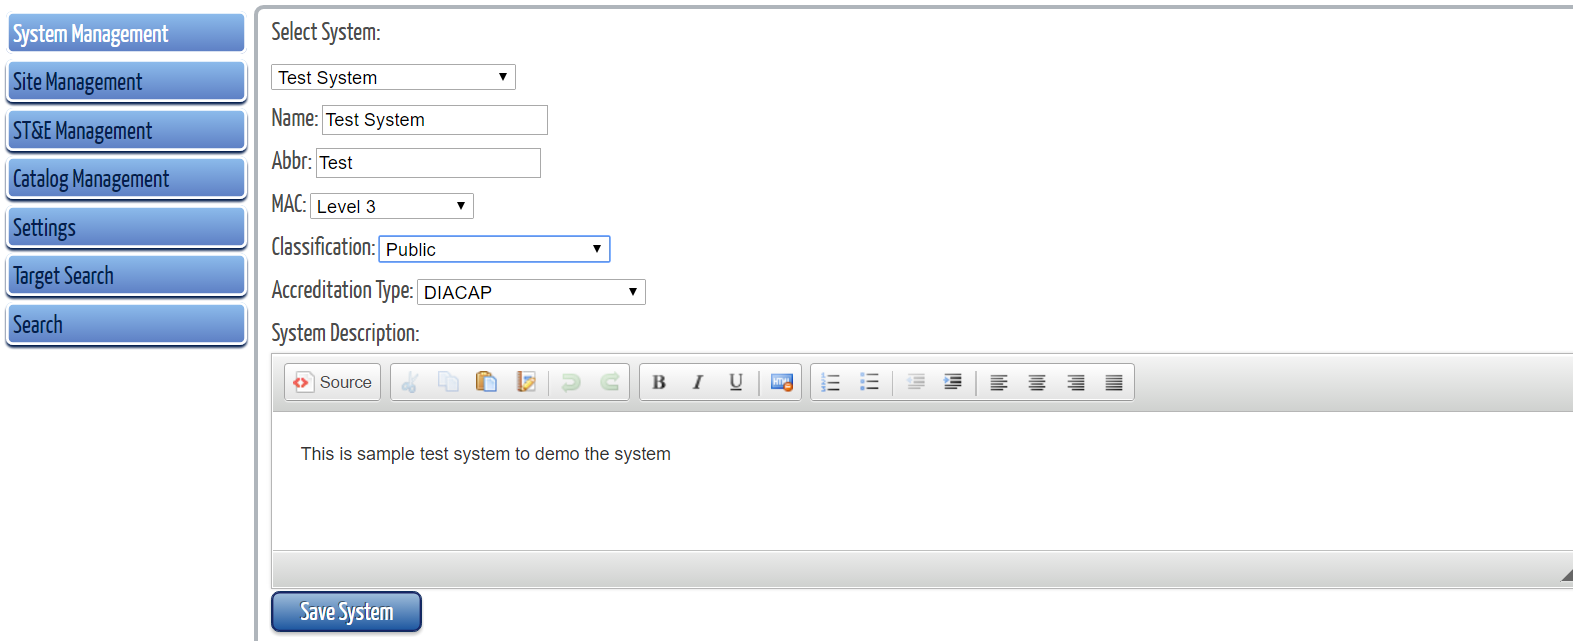 System Management
Site Management
ST&E Management
Catalog Management
Settings
Target Search
Search
Select System:
Test System
Name: Test System
Abbr: Test
MAC: Level 3
Classification: Public
Accreditation Type: DIACAP
System Description:
Source B I U
This is sample test system to demo the system
Save System